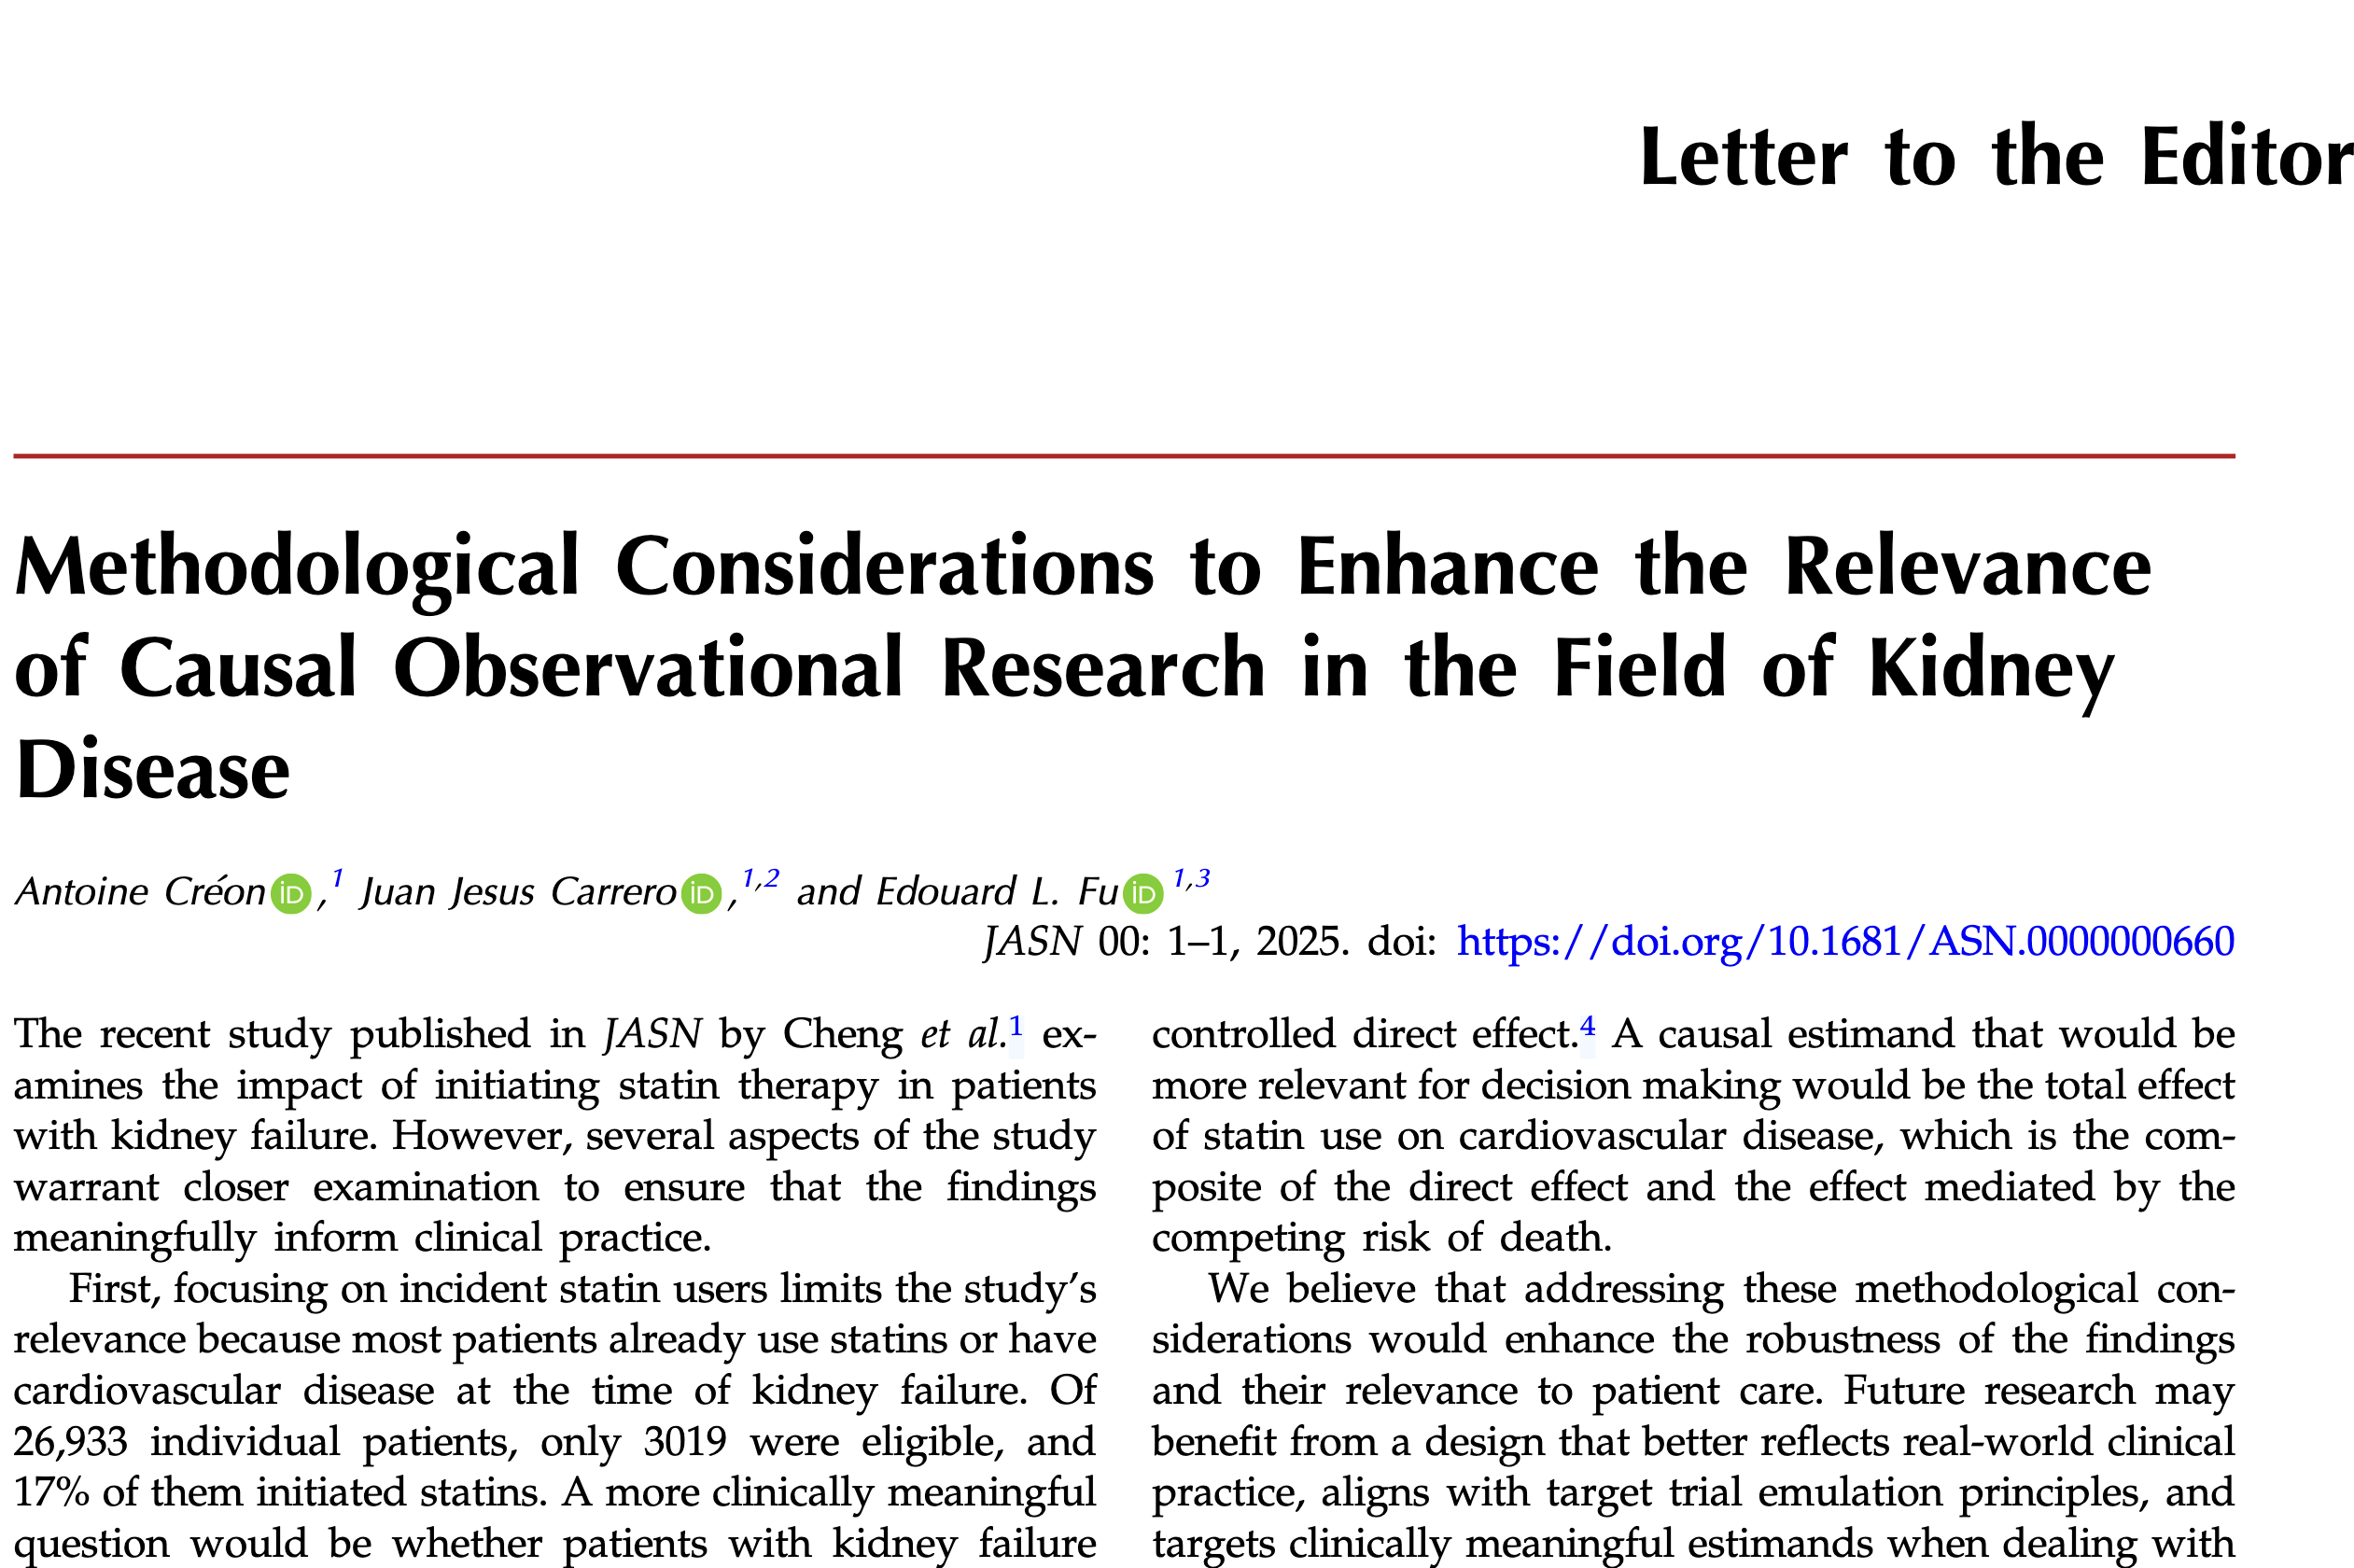 Letter to the Editor
Methodological Considerations to Enhance the Relevance
of Causal Observational Research in the Field of Kidney
Disease
Antoine Créon iD,1 Juan Jesus Carrero iD,1,2 and Edouard L. Fu iD 1,3
JASN 00: 1–1, 2025. doi: https://doi.org/10.1681/ASN.0000000660
The recent study published in JASN by Cheng et al.1 ex-
amines the impact of initiating statin therapy in patients
with kidney failure. However, several aspects of the study
warrant closer examination to ensure that the findings
meaningfully inform clinical practice.
First, focusing on incident statin users limits the study's
relevance because most patients already use statins or have
cardiovascular disease at the time of kidney failure. Of
26,933 individual patients, only 3019 were eligible, and
17% of them initiated statins. A more clinically meaningful
question would be whether patients with kidney failure
controlled direct effect.4 A causal estimand that would be
more relevant for decision making would be the total effect
of statin use on cardiovascular disease, which is the com-
posite of the direct effect and the effect mediated by the
competing risk of death.
We believe that addressing these methodological con-
siderations would enhance the robustness of the findings
and their relevance to patient care. Future research may
benefit from a design that better reflects real-world clinical
practice, aligns with target trial emulation principles, and
targets clinically meaningful estimands when dealing with